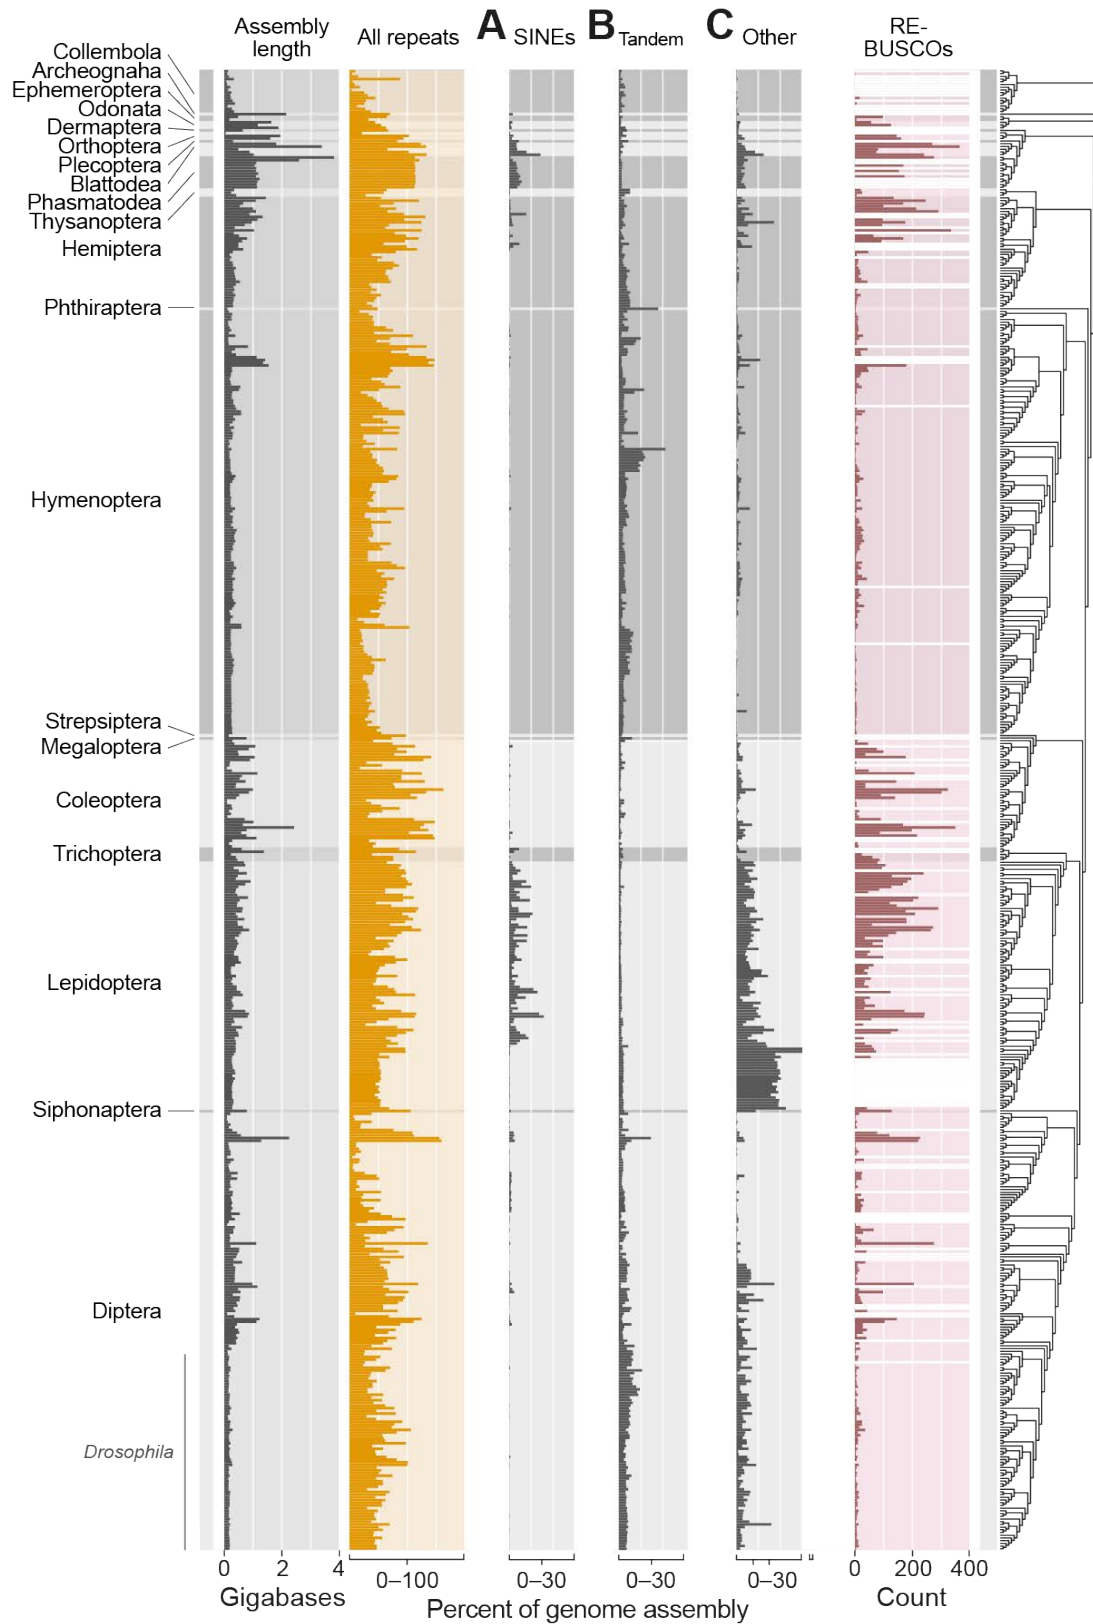 Assembly
length
All repeats
A SINEs
B Tandem
C Other
RE-
BUSCOs
Collembola
Archeognaha
Ephemeroptera
Odonata
Dermaptera
Orthoptera
Plecoptera
Blattodea
Phasmatodea
Thysanoptera
Hemiptera
Phthiraptera
Hymenoptera
Strepsiptera
Megaloptera
Coleoptera
Trichoptera
Lepidoptera
Siphonaptera
Diptera
Drosophila
0 2 4
Gigabases
0–100
0–30
0–30
0–30
Percent of genome assembly
0 200 400
Count